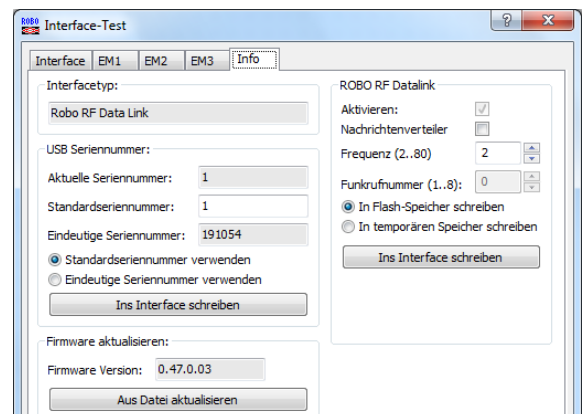 ROBO Interface-Test
Interface EM1 EM2 EM3 Info
Interfacetyp:
Robo RF Data Link
USB Seriennummer:
Aktuelle Seriennummer: 1
Standardseriennummer: 1
Eindeutige Seriennummer: 191054
Standardseriennummer verwenden
Eindeutige Seriennummer verwenden
Ins Interface schreiben
Firmware aktualisieren:
Firmware Version: 0.47.0.03
Aus Datei aktualisieren
ROBO RF Datalink
Aktivieren:
Nachrichtenverteiler
Frequenz (2..80) 2
Funkrufnummer (1..8): 0
In Flash-Speicher schreiben
In temporären Speicher schreiben
Ins Interface schreiben